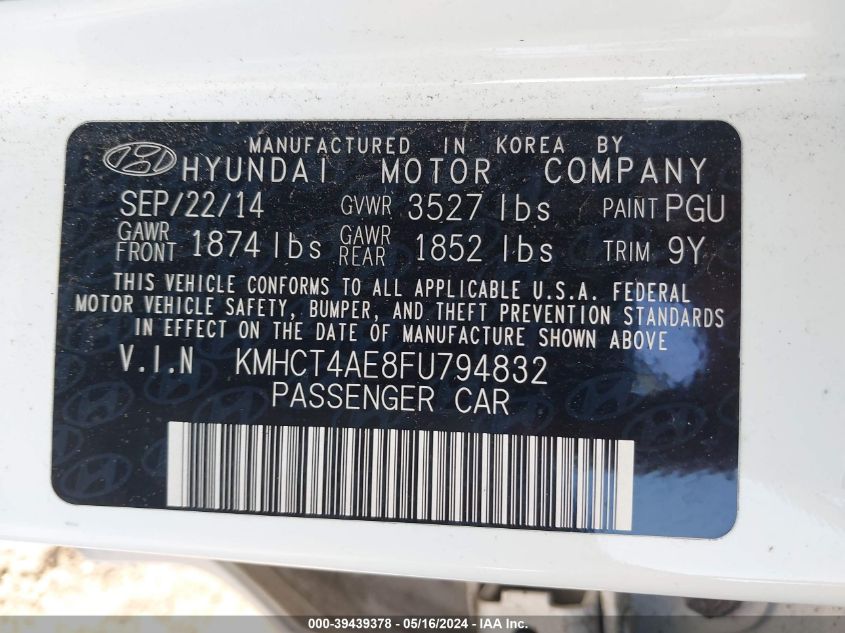 MANUFACTURED IN KOREA BY
HYUNDAI MOTOR COMPANY
SEP/22/14 GVWR 3527 lbs PAINT PGU
GAWR FRONT 1874 lbs GAWR REAR 1852 lbs TRIM 9Y
THIS VEHICLE CONFORMS TO ALL APPLICABLE U.S.A. FEDERAL
MOTOR VEHICLE SAFETY, BUMPER, AND THEFT PREVENTION STANDARDS
IN EFFECT ON THE DATE OF MANUFACTURE SHOWN ABOVE
V.I.N KMHCT4AE8FU794832
PASSENGER CAR
000-39439378 - 05/16/2024 - IAA Inc.